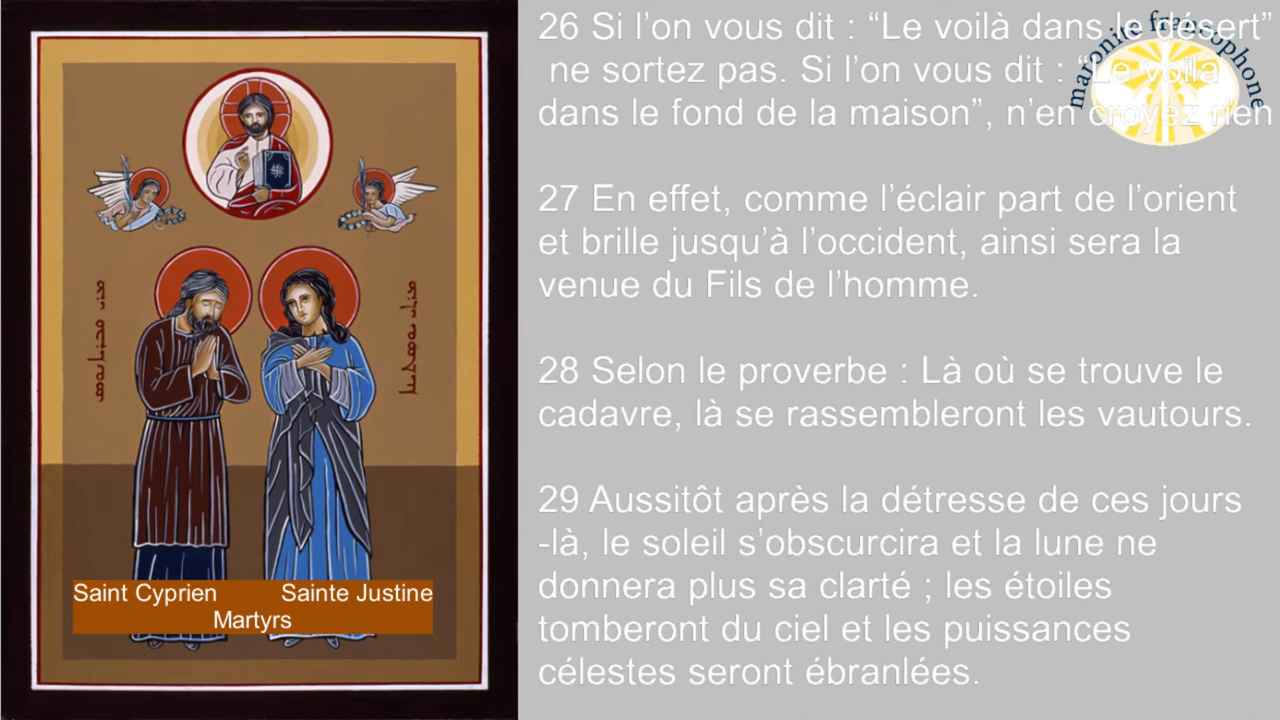 26 Si l’on vous dit : “Le voilà dans le désert”
ne sortez pas. Si l’on vous dit : “Le voilà
dans le fond de la maison”, n’en croyez rien
maronite francophone
27 En effet, comme l’éclair part de l’orient
et brille jusqu’à l’occident, ainsi sera la
venue du Fils de l’homme.
28 Selon le proverbe : Là où se trouve le
cadavre, là se rassembleront les vautours.
29 Aussitôt après la détresse de ces jours
-là, le soleil s’obscurcira et la lune ne
donnera plus sa clarté ; les étoiles
tomberont du ciel et les puissances
célestes seront ébranlées.
Saint Cyprien Sainte Justine
Martyrs